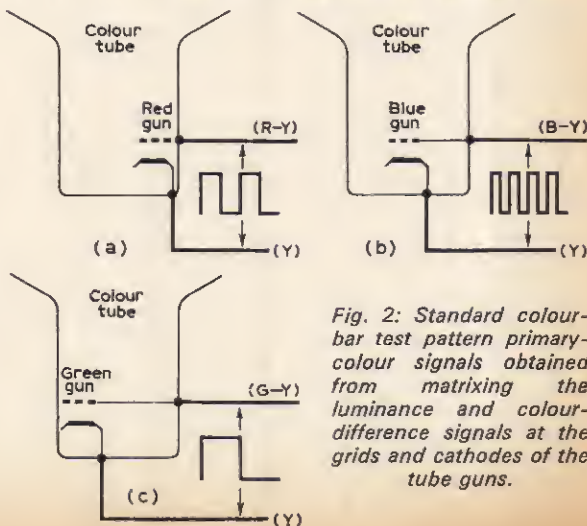 Colour
tube
Red
gun
(R-Y)
(Y)
(a)
Colour
tube
Blue
gun
(B-Y)
(Y)
(b)
Colour
tube
Green
gun
(G-Y)
(Y)
(c)
Fig. 2: Standard colour-
bar test pattern primary-
colour signals obtained
from matrixing the
luminance and colour-
difference signals at the
grids and cathodes of the
tube guns.